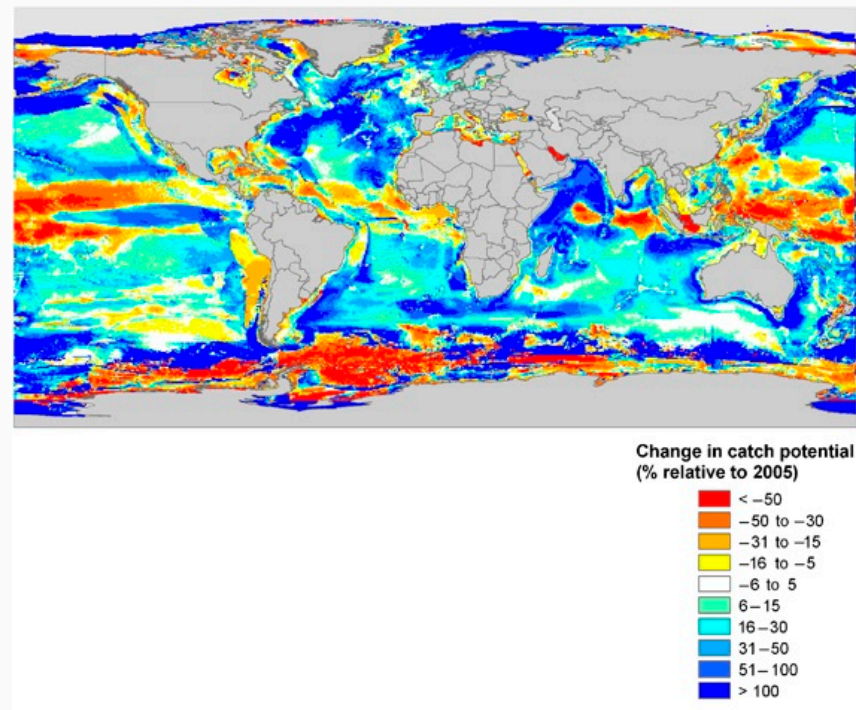 Change in catch potential
(% relative to 2005)
< –50
–50 to –30
–31 to –15
–16 to –5
–6 to 5
6–15
16–30
31–50
51–100
> 100